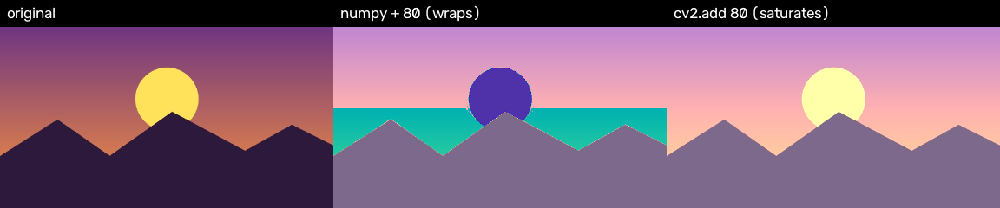 original
numpy + 80 (wraps)
cv2.add 80 (saturates)